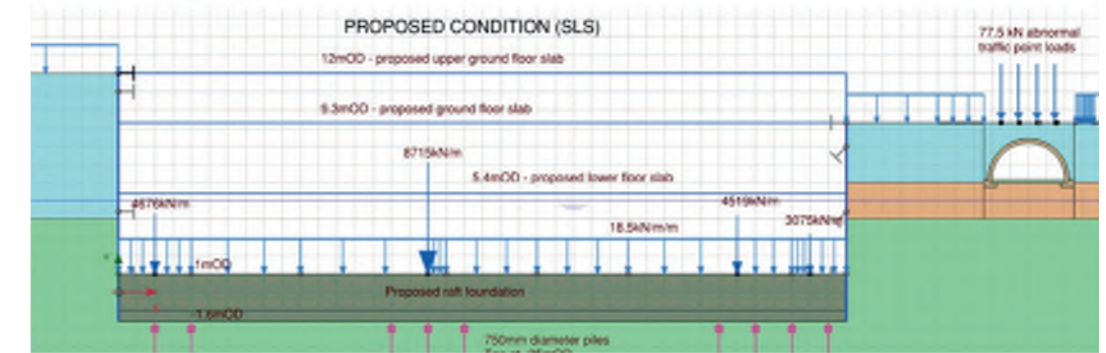 PROPOSED CONDITION (SLS)
77.5 kN abnormal
traffic point loads
12mOD - proposed upper ground floor slab
9.3mOD - proposed ground floor slab
8715kN/m
5.4mOD - proposed lower floor slab
4676kN/m
4519kN/m
3075kN/m
18.5kN/m/m
1mOD
Proposed raft foundation
-1.6mOD
750mm diameter piles